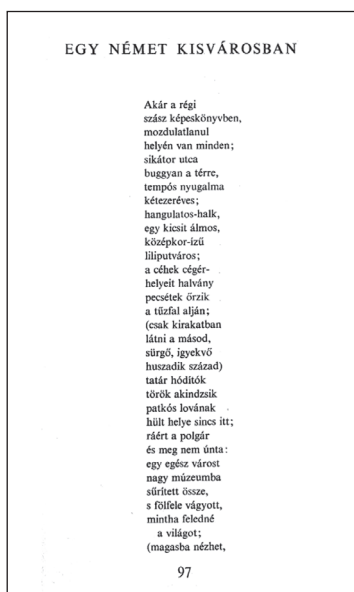 EGY NÉMET KISVÁROSBAN
Akár a régi
szász képeskönyvben,
mozdulatlanul
helyén van minden;
sikátor utca
buggyan a térre,
tempós nyugalma
kétezeréves;
hangulatos-halk,
egy kicsit álmos,
középkor-ízű
liliputváros;
a céhek cégér-
helyeit halvány
pecsétek őrzik
a tűzfal alján;
(csak kirakatban
látni a másod,
sürgő, igyekvő
huszadik század)
tatár hódítók
török akindzsik
patkós lovának
hült helye sincs itt;
ráért a polgár
és meg nem únta:
egy egész várost
nagy múzeumba
sűrített össze,
s fölfele vágyott,
mintha feledné
a világot;
(magasba nézhet,
97